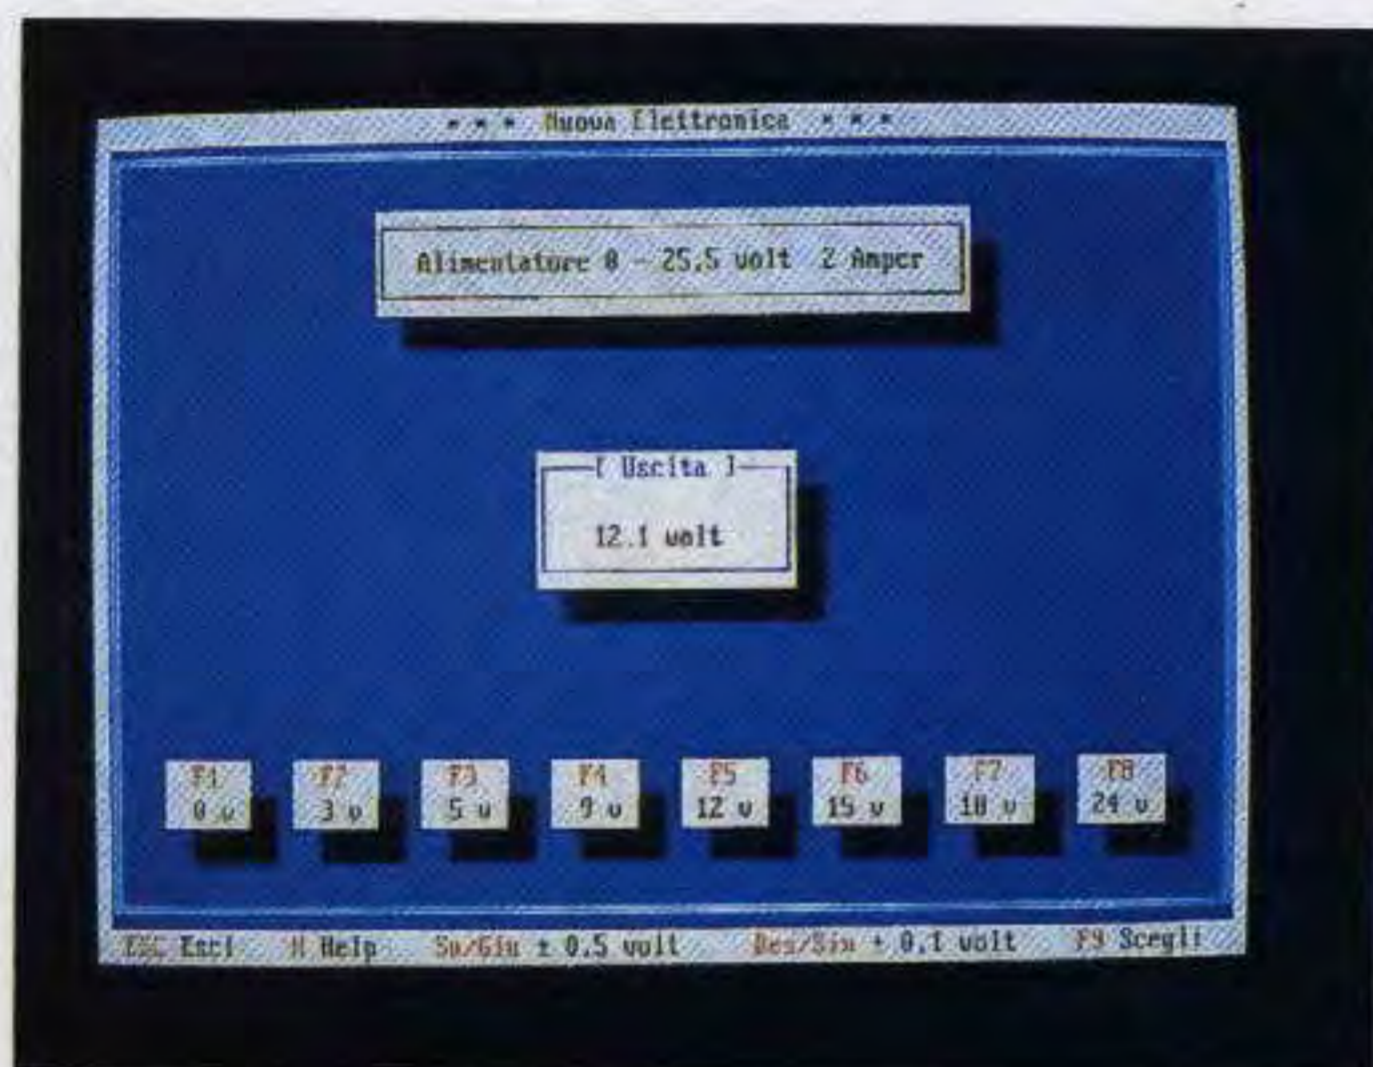 * * * Nuova Elettronica * * *
Alimentatore 0 - 25,5 volt 2 Amper
[ Uscita ]
12.1 volt
F1 F2 F3 F4 F5 F6 F7 F8
0 v 3 v 5 v 9 v 12 v 15 v 18 v 24 v
ESC Esci ^H Help Su/Giu ± 0.5 volt Des/Sin + 0.1 volt F9 Scegli